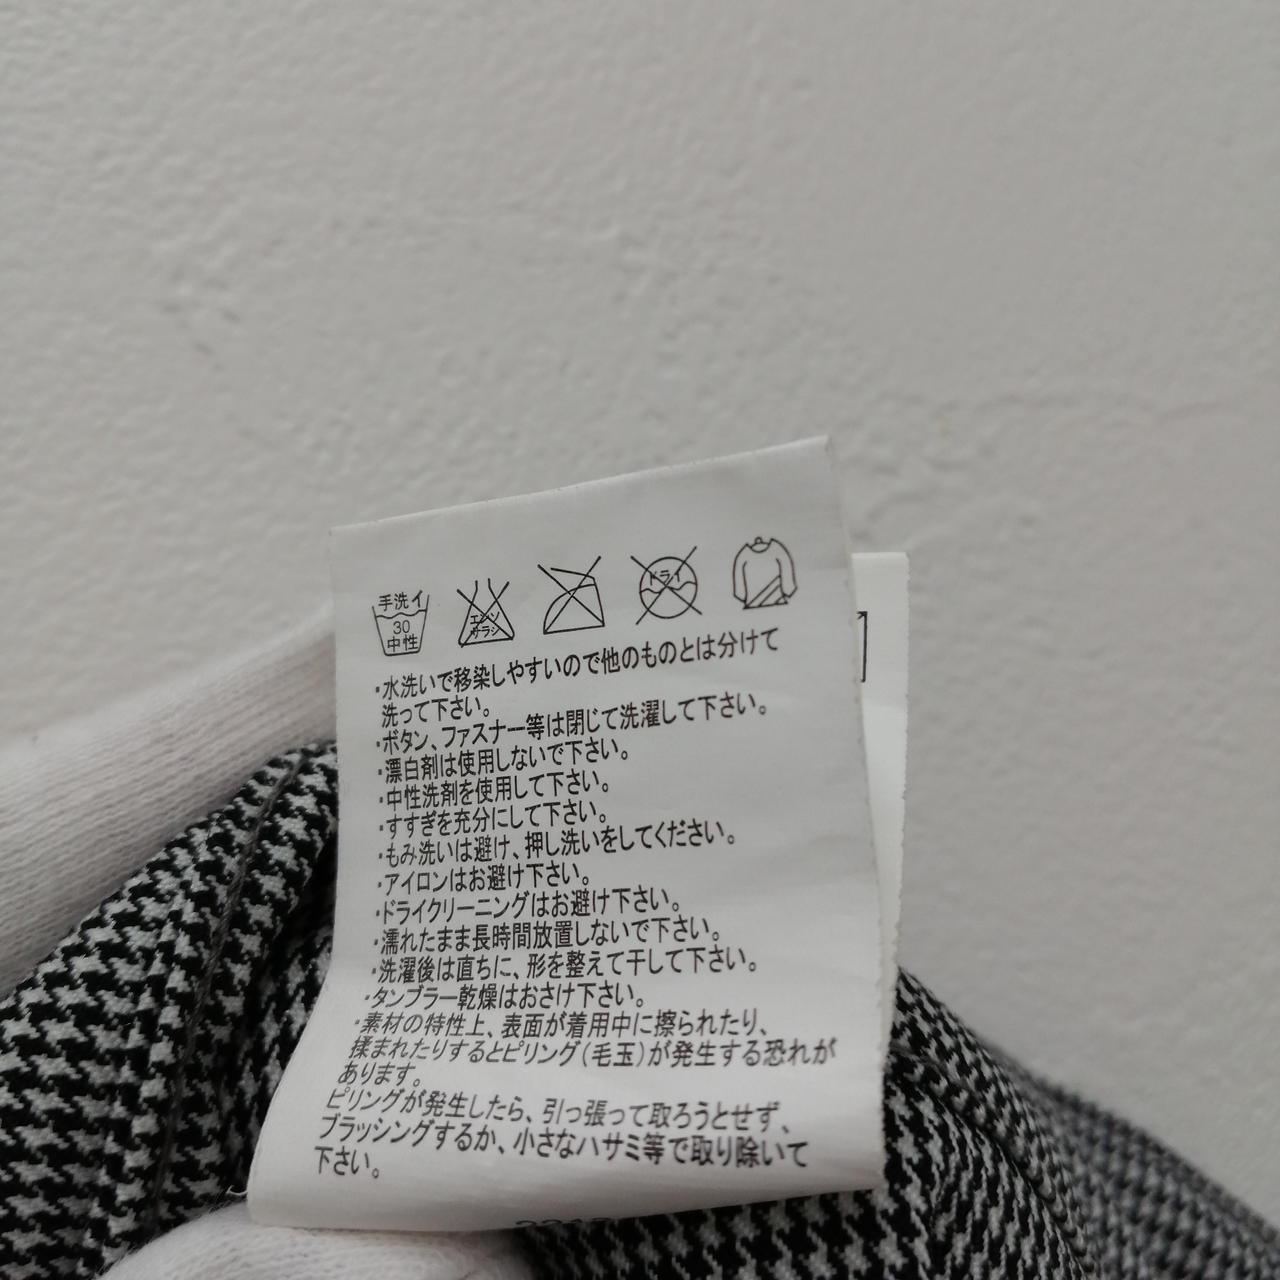 手洗イ
30
中性
エンソ
サラシ
ドライ
・水洗いで移染しやすいので他のものとは分けて
洗って下さい。
・ボタン、ファスナー等は閉じて洗濯して下さい。
・漂白剤は使用しないで下さい。
・中性洗剤を使用して下さい。
・すすぎを充分にして下さい。
・もみ洗いは避け、押し洗いをしてください。
・アイロンはお避け下さい。
・ドライクリーニングはお避け下さい。
・濡れたまま長時間放置しないで下さい。
・洗濯後は直ちに、形を整えて干して下さい。
・タンブラー乾燥はおさけ下さい。
・素材の特性上、表面が着用中に擦られたり、
揉まれたりするとピリング(毛玉)が発生する恐れが
あります。
ピリングが発生したら、引っ張って取ろうとせず、
ブラッシングするか、小さなハサミ等で取り除いて
下さい。